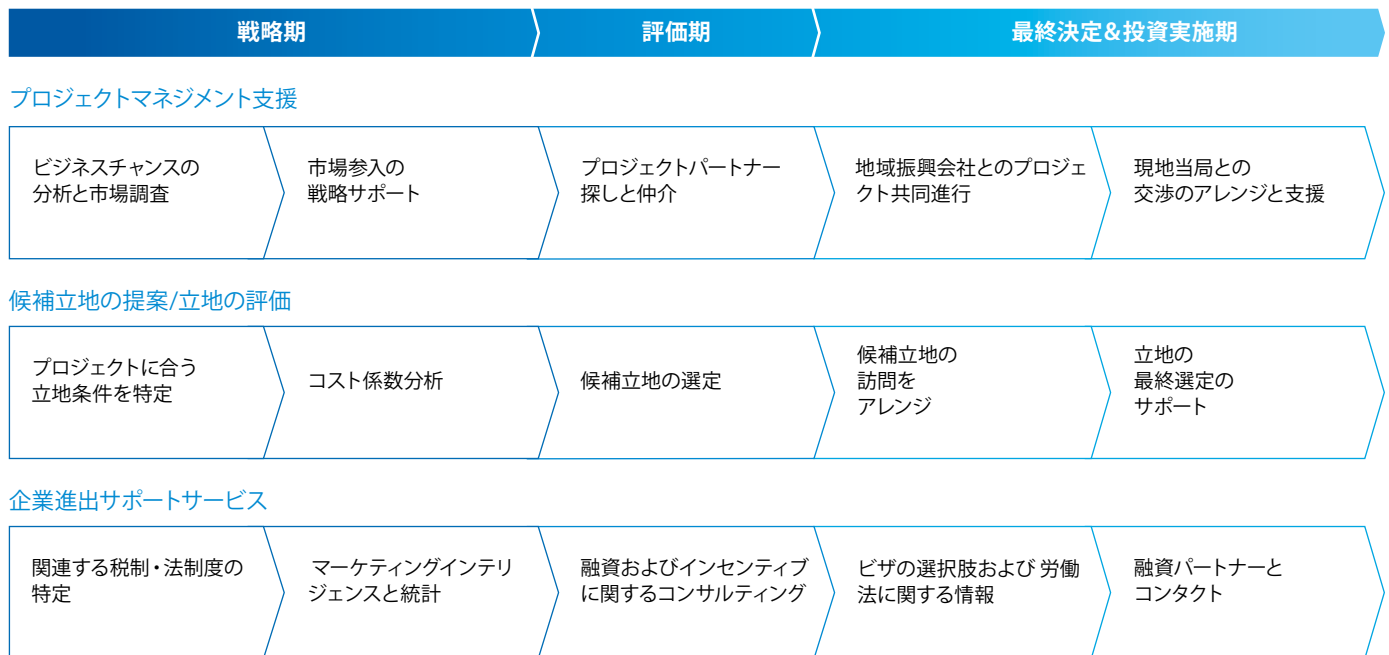 戦略期
評価期
最終決定&投資実施期
プロジェクトマネジメント支援
ビジネスチャンスの
分析と市場調査
市場参入の
戦略サポート
プロジェクトパートナー
探しと仲介
地域振興会社とのプロジェ
クト共同進行
現地当局との
交渉のアレンジと支援
候補立地の提案/立地の評価
プロジェクトに合う
立地条件を特定
コスト係数分析
候補立地の選定
候補立地の
訪問を
アレンジ
立地の
最終選定の
サポート
企業進出サポートサービス
関連する税制・法制度の
特定
マーケティングインテリ
ジェンスと統計
融資およびインセンティブ
に関するコンサルティング
ビザの選択肢および 労働
法に関する情報
融資パートナーと
コンタクト